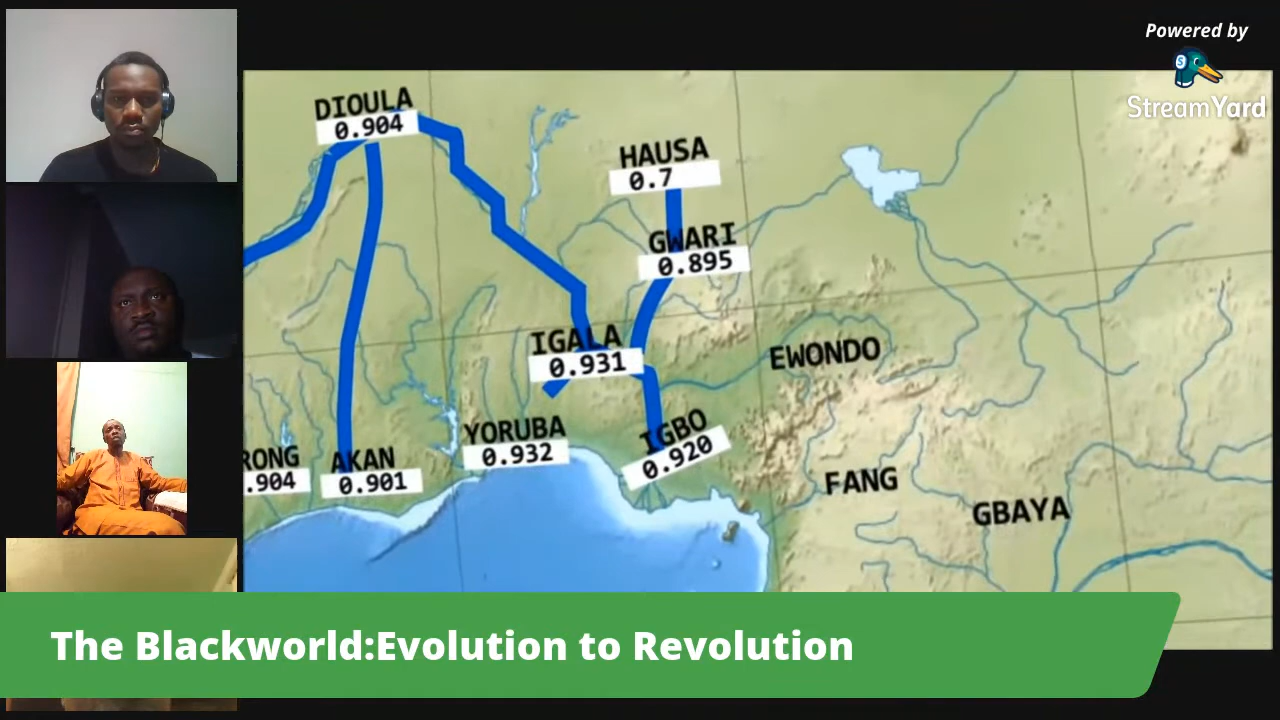 Powered by
StreamYard
DIOULA
0.904
HAUSA
0.7
GWARI
0.895
IGALA
0.931
EWONDO
YORUBA
0.932
IGBO
0.920
RONG
.904
AKAN
0.901
FANG
GBAYA
The Blackworld:Evolution to Revolution